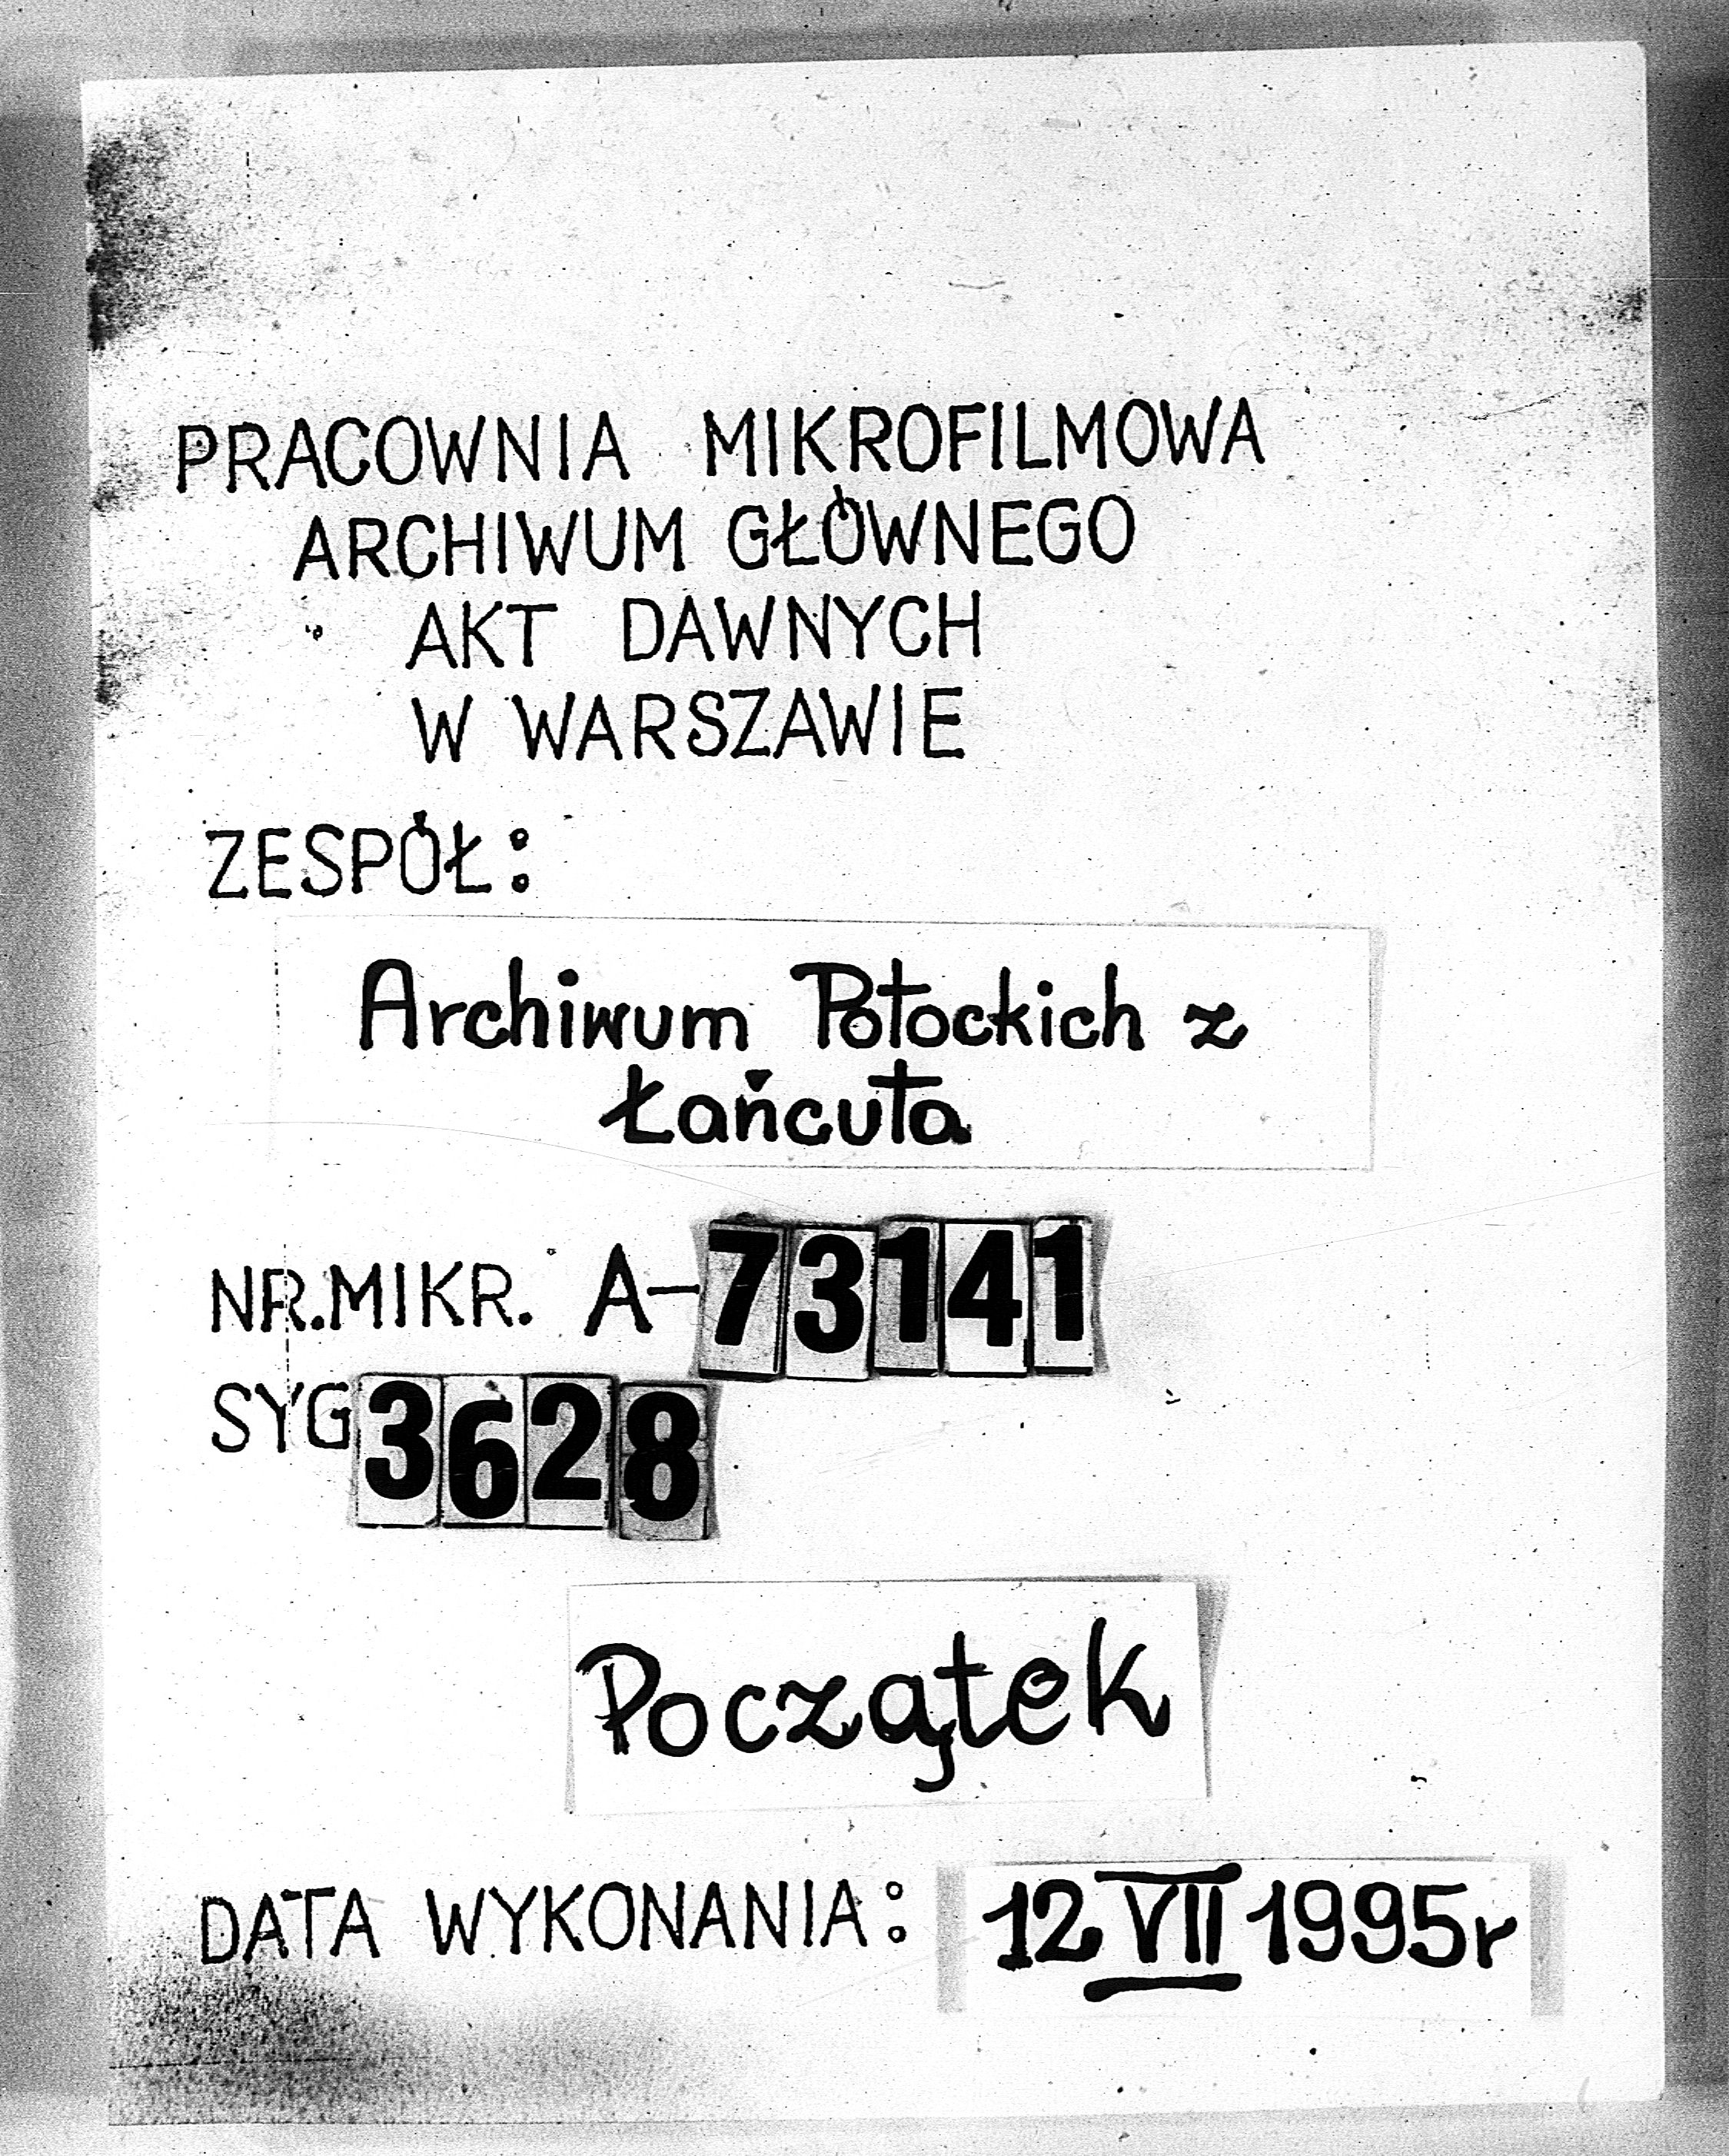 PRACOWNIA MIKROFILMOWA
ARCHIWUM GŁÓWNEGO
AKT DAWNYCH
W WARSZAWIE
ZESPÓŁ:
Archiwum Potockich z
Łańcuta
NR.MIKR. A-73141
SYG 3628
Początek
DATA WYKONANIA: 12 VII 1995r